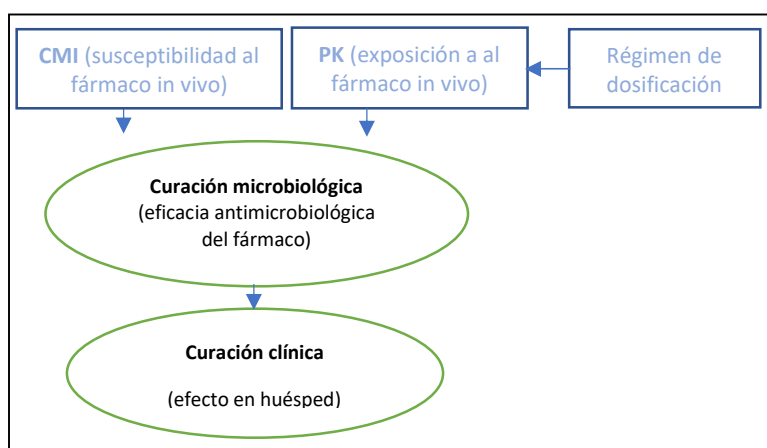 CMI (susceptibilidad al
fármaco in vivo)
PK (exposición a al
fármaco in vivo)
Régimen de
dosificación
Curación microbiológica
(eficacia antimicrobiológica
del fármaco)
Curación clínica
(efecto en huésped)